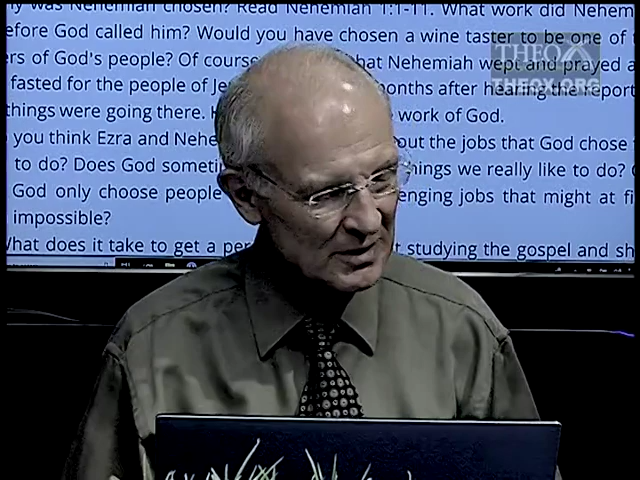 y was Nehemiah chosen? Read Nehemiah 1:1-11. What work did Nehem
efore God called him? Would you have chosen a wine taster to be one of
THEO X
ers of God's people? Of course hat Nehemiah wept and prayed a
THEOX.ORG
fasted for the people of Je months after hearing the report
things were going there. work of God.
you think Ezra and Nehe out the jobs that God chose
to do? Does God someti hings we really like to do?
God only choose people enging jobs that might at fi
impossible?
What does it take to get a per t studying the gospel and sh